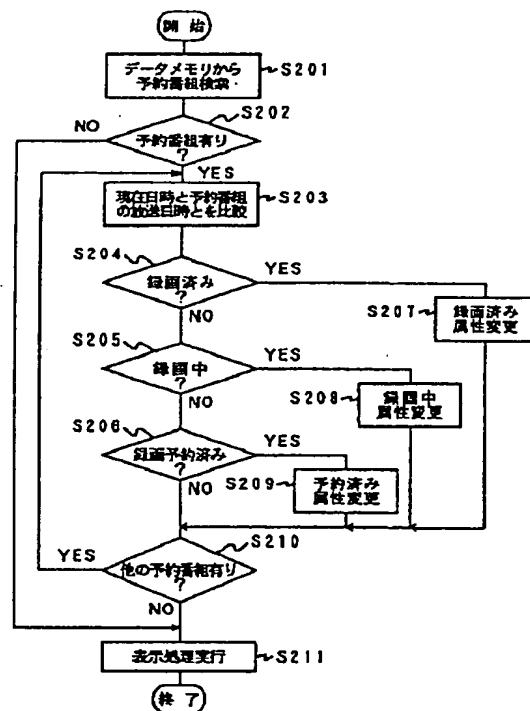 開始
データメモリから
予約番組検索
S201
S202
NO
予約番組有り
?
YES
現在日時と予約番組
の放送日時とを比較
S203
S204
録画済み
?
YES
NO
S207
録画済み
属性変更
S205
録画中
?
YES
NO
S208
録画中
属性変更
S206
録画予約済み
?
YES
NO
S209
予約済み
属性変更
S210
YES
他の予約番組有り
?
NO
表示処理実行
S211
終了